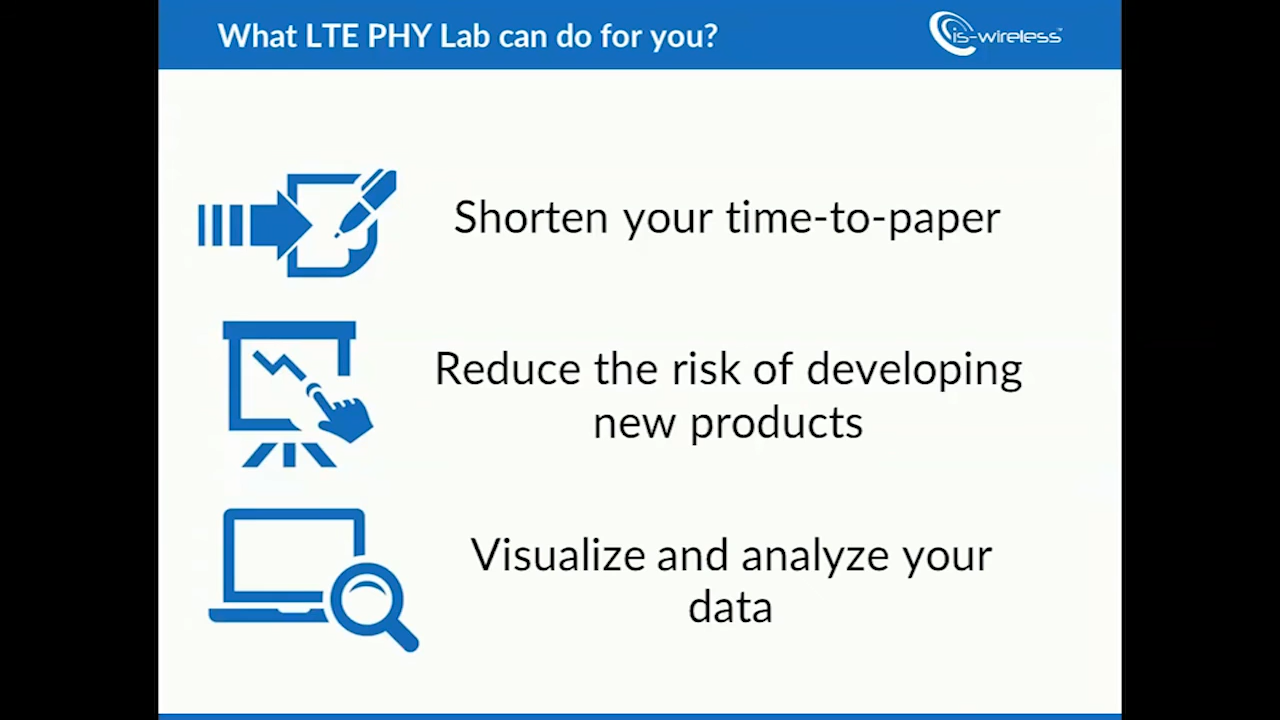 What LTE PHY Lab can do for you?
is-wireless™
Shorten your time-to-paper
Reduce the risk of developing
new products
Visualize and analyze your
data